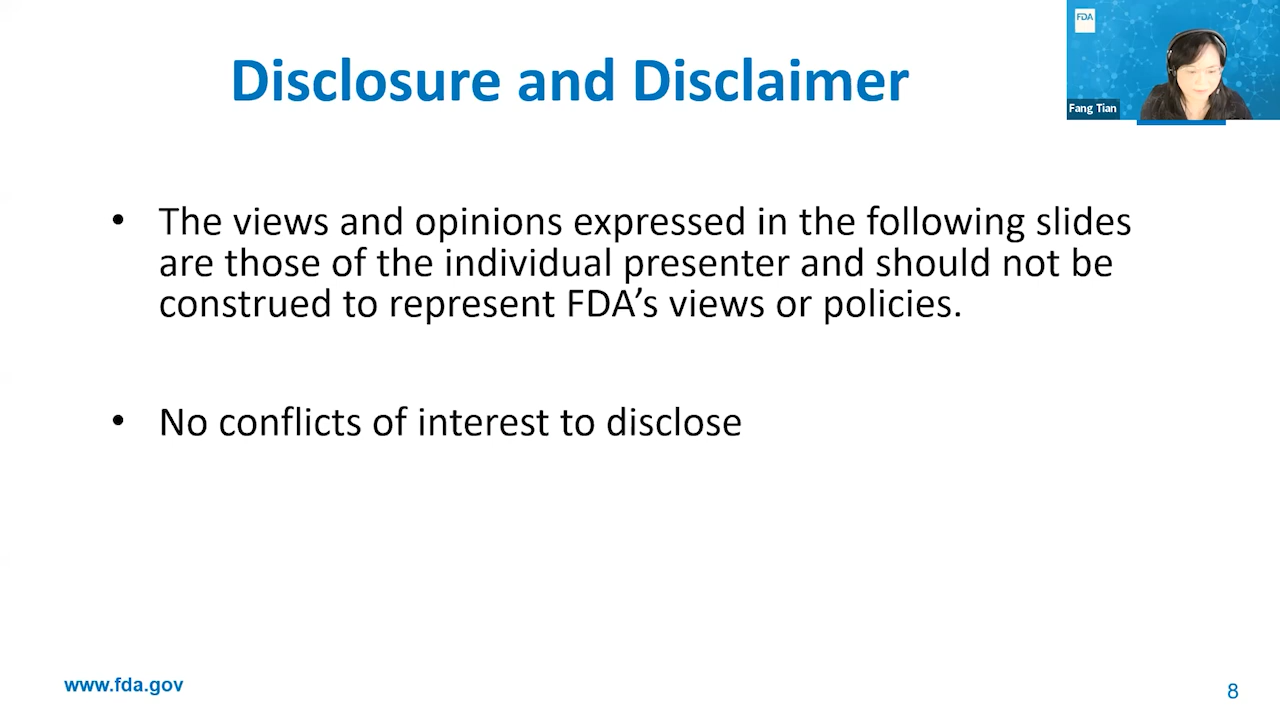 Disclosure and Disclaimer
FDA
Fang Tian
• The views and opinions expressed in the following slides
are those of the individual presenter and should not be
construed to represent FDA’s views or policies.
• No conflicts of interest to disclose
www.fda.gov
8